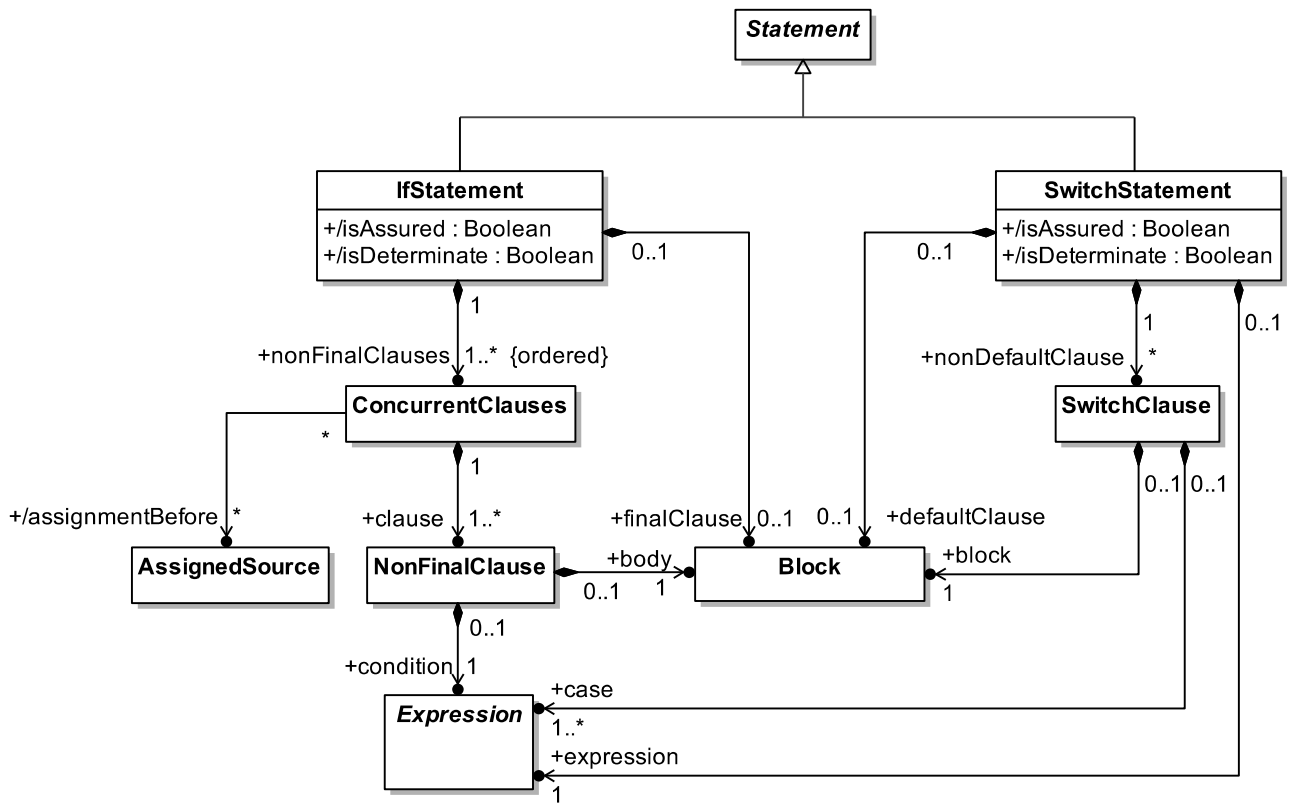 Statement
IfStatement
+/isAssured : Boolean
+/isDeterminate : Boolean
SwitchStatement
+/isAssured : Boolean
+/isDeterminate : Boolean
0..1
0..1
1
1
0..1
+nonFinalClauses 1..* {ordered}
+nonDefaultClause *
ConcurrentClauses
SwitchClause
*
1
0..1
0..1
+/assignmentBefore *
+clause 1..*
+finalClause 0..1
0..1 +defaultClause
AssignedSource
NonFinalClause
+body
0..1
1
Block
+block
1
0..1
+condition 1
Expression
+case
1..*
+expression
1